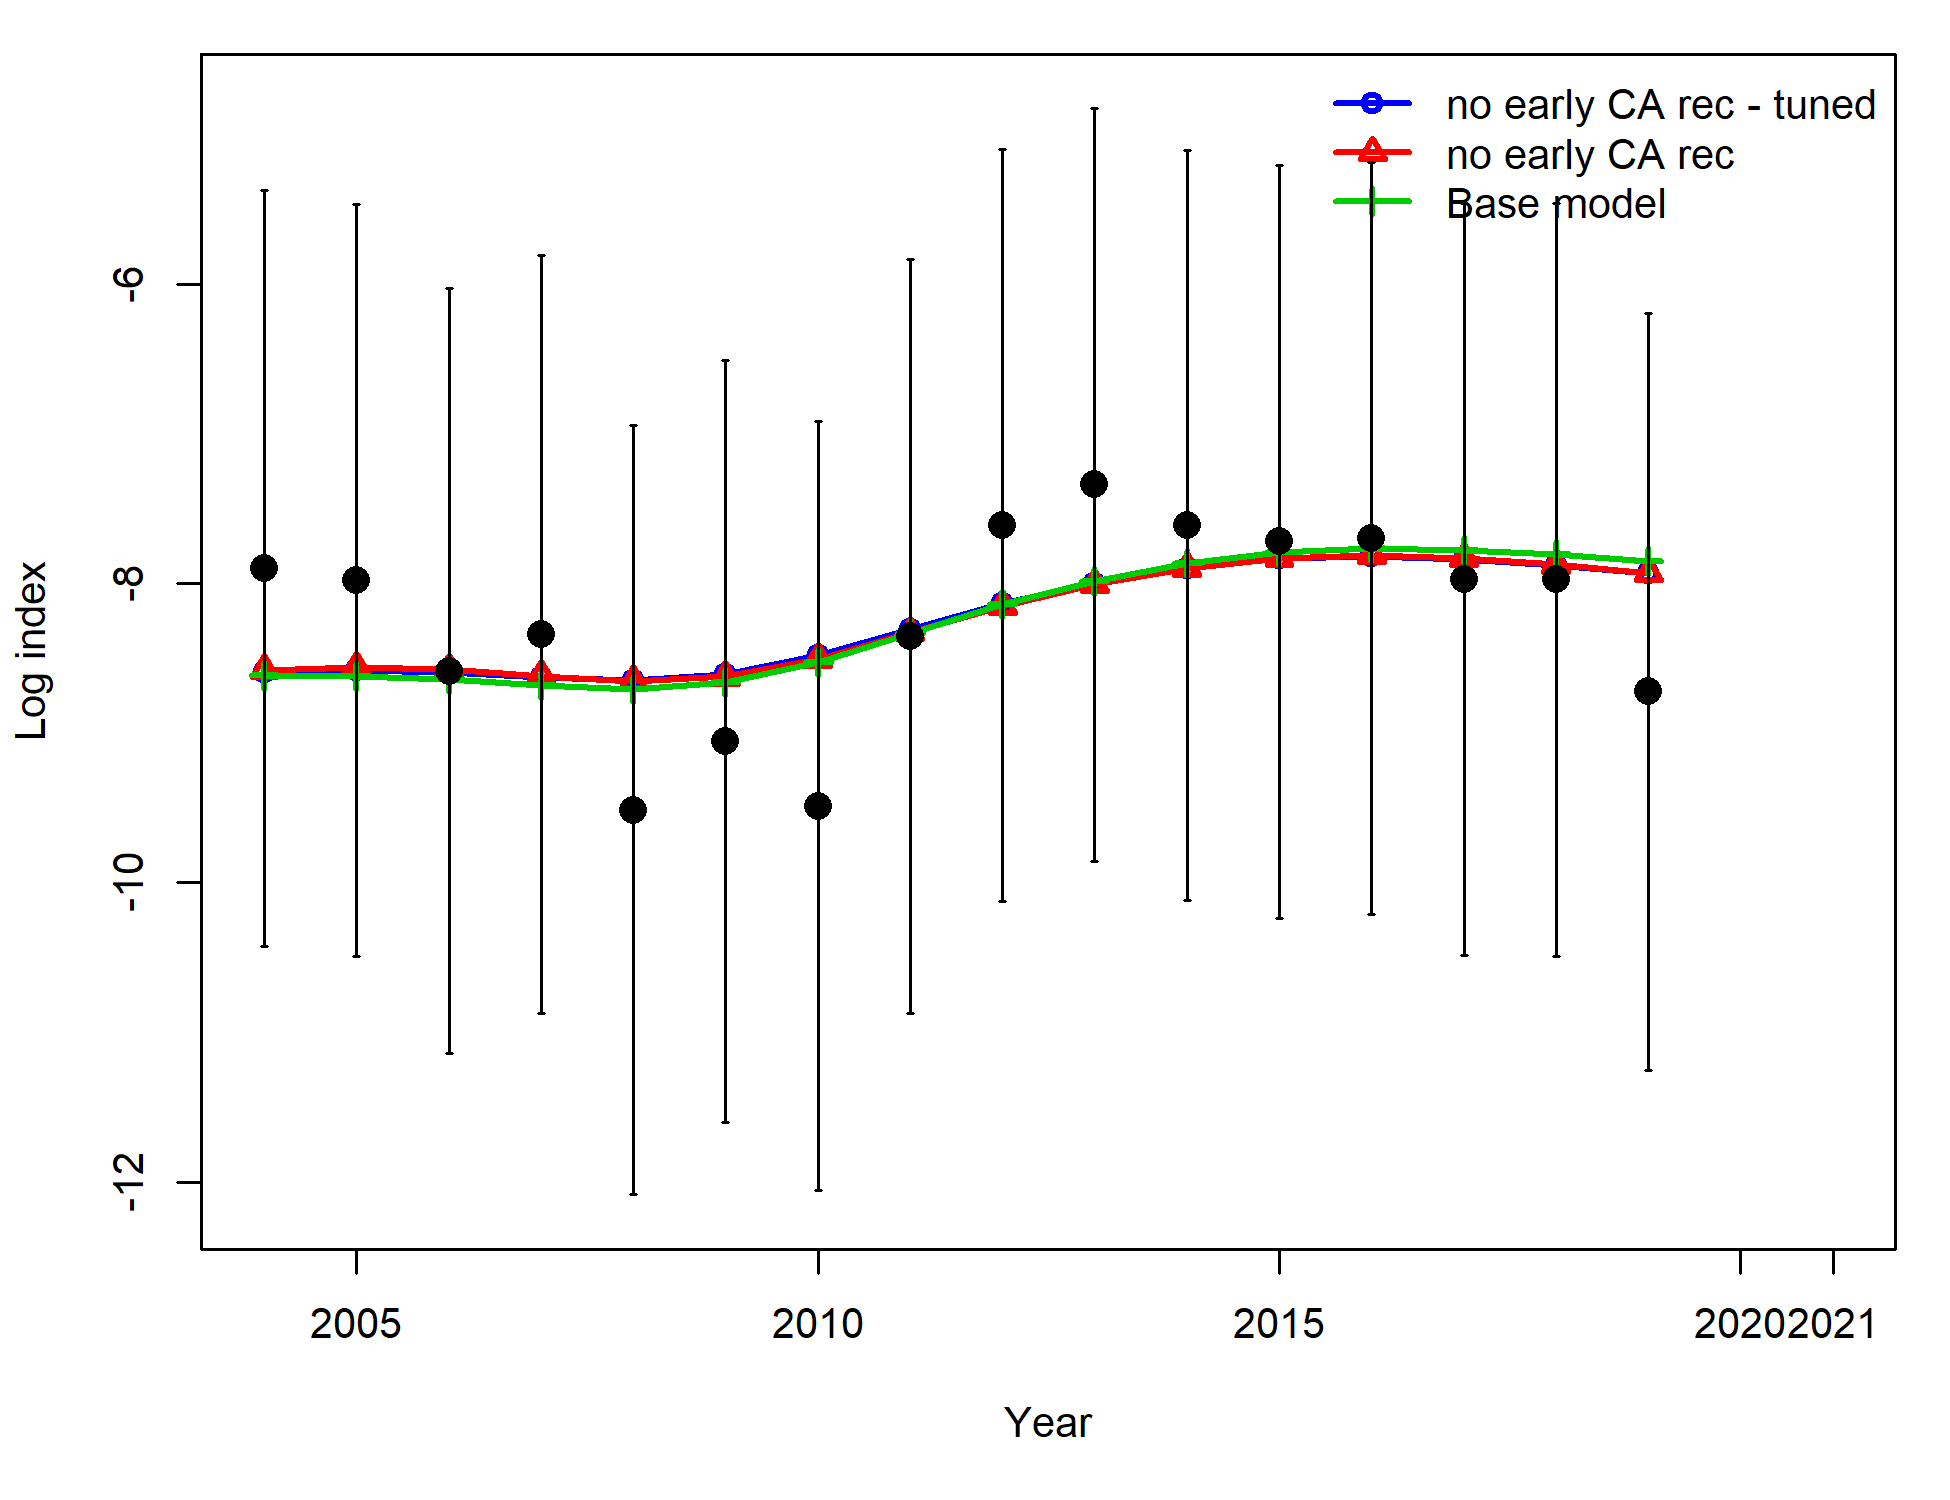 no early CA rec - tuned
no early CA rec
Base model
Log index
-6
-8
-10
-12
2005 2010 2015 2020 2021
Year